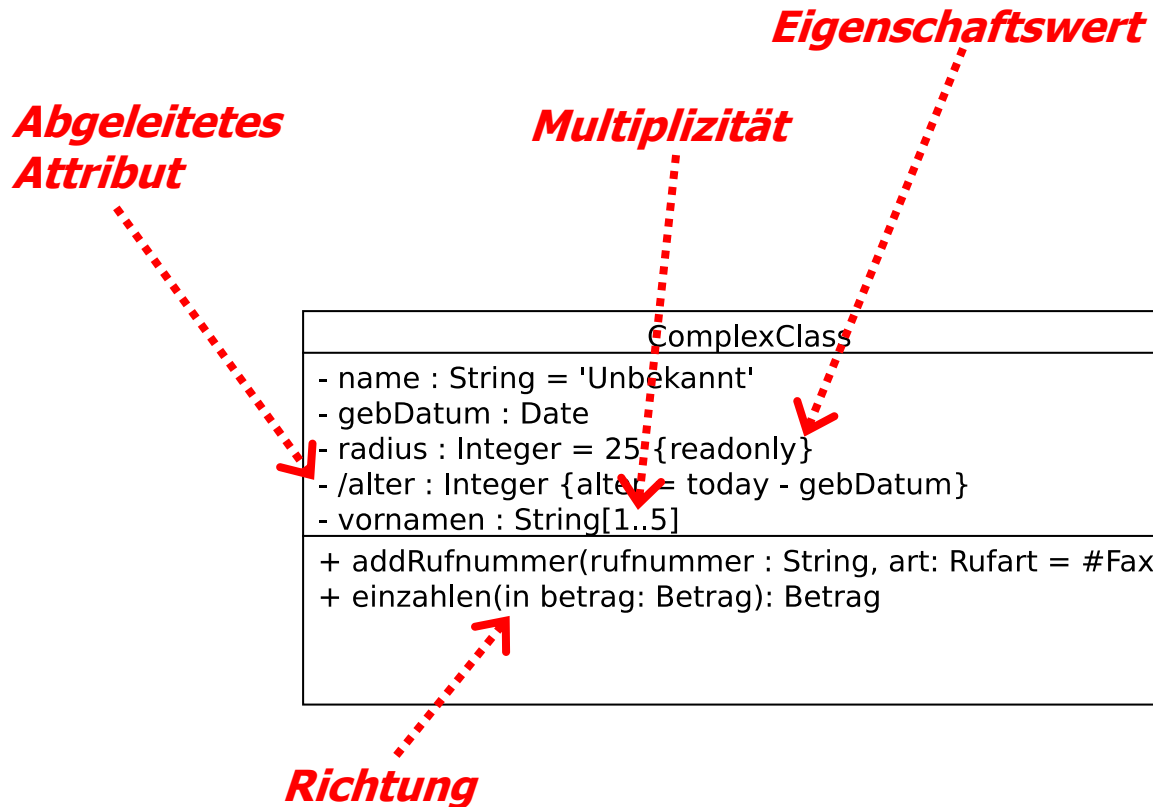 Eigenschaftswert
Abgeleitetes
Attribut
Multiplizität
ComplexClass
- name : String = 'Unbekannt'
- gebDatum : Date
- radius : Integer = 25 {readonly}
- /alter : Integer {alter = today - gebDatum}
- vornamen : String[1..5]
+ addRufnummer(rufnummer : String, art: Rufart = #Fax
+ einzahlen(in betrag: Betrag): Betrag
Richtung